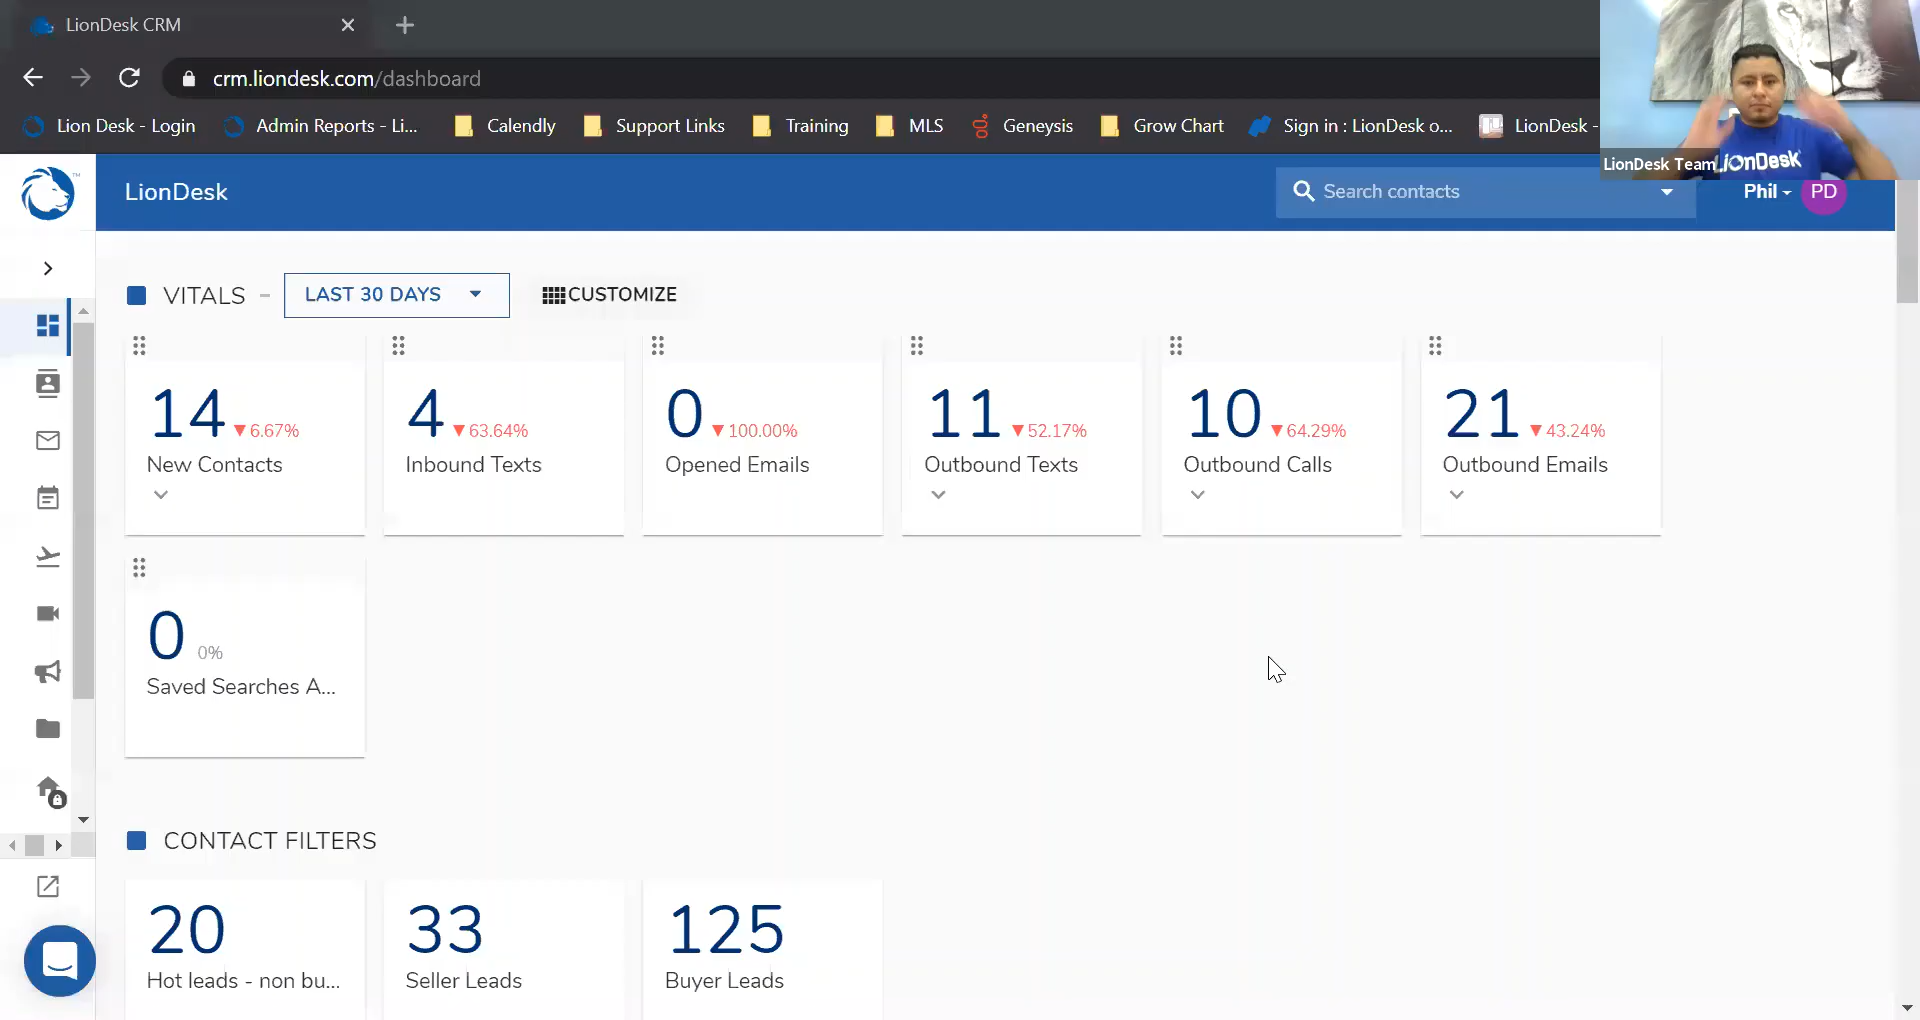 LionDesk CRM
crm.liondesk.com/dashboard
Lion Desk - Login
Admin Reports - Li...
Calendly
Support Links
Training
MLS
Geneysis
Grow Chart
Sign in : LionDesk o...
LionDesk -
LionDesk Team
LionDesk
LionDesk
Search contacts
Phil
PD
VITALS -
LAST 30 DAYS
CUSTOMIZE
14 ▼6.67%
New Contacts
4 ▼63.64%
Inbound Texts
0 ▼100.00%
Opened Emails
11 ▼52.17%
Outbound Texts
10 ▼64.29%
Outbound Calls
21 ▼43.24%
Outbound Emails
0 0%
Saved Searches A...
CONTACT FILTERS
20
Hot leads - non bu...
33
Seller Leads
125
Buyer Leads